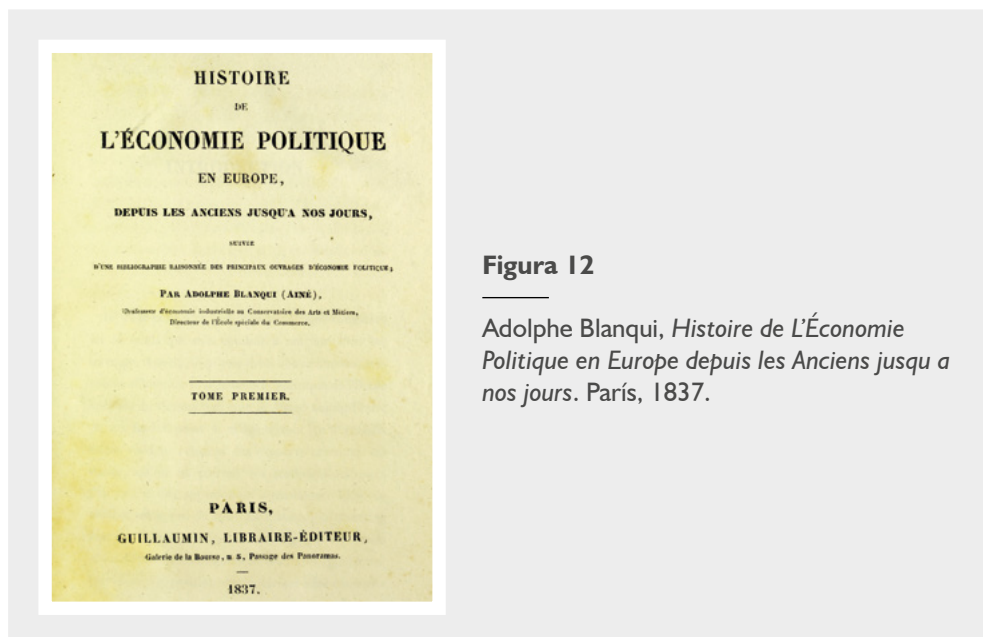 HISTOIRE
DE
L'ÉCONOMIE POLITIQUE
EN EUROPE,
DEPUIS LES ANCIENS JUSQU'A NOS JOURS,
SUIVIE
D'UNE BIBLIOGRAPHIE RAISONNÉE DES PRINCIPAUX OUVRAGES D'ÉCONOMIE POLITIQUE;
PAR ADOLPHE BLANQUI (AINÉ),
Professeur d'économie industrielle au Conservatoire des Arts et Métiers,
Directeur de l'École spéciale du Commerce.
TOME PREMIER.
PARIS,
GUILLAUMIN, LIBRAIRE-ÉDITEUR,
Galerie de la Bourse, n. 5, Passage des Panoramas.
1837.
Figura 12
Adolphe Blanqui, Histoire de L'Économie
Politique en Europe depuis les Anciens jusqu a
nos jours. París, 1837.